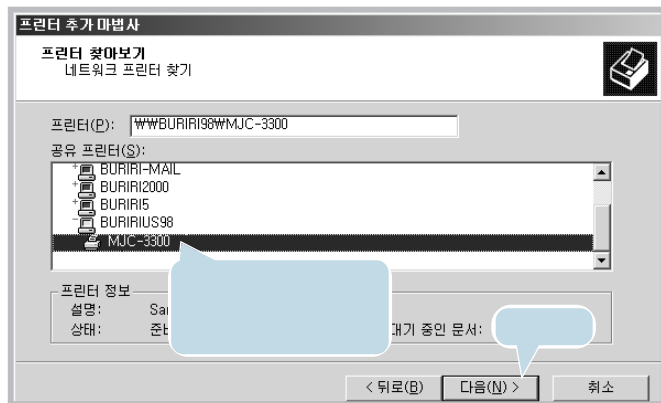 프린터 추가 마법사
프린터 찾아보기
네트워크 프린터 찾기
프린터(P): ₩₩BURIRI98₩MJC-3300
공유 프린터(S):
BURIRI-MAIL
BURIRI2000
BURIRI5
BURIRIUS98
MJC-3300
프린터 정보
설명:
상태: 대기 중인 문서:
< 뒤로(B) 다음(N) > 취소